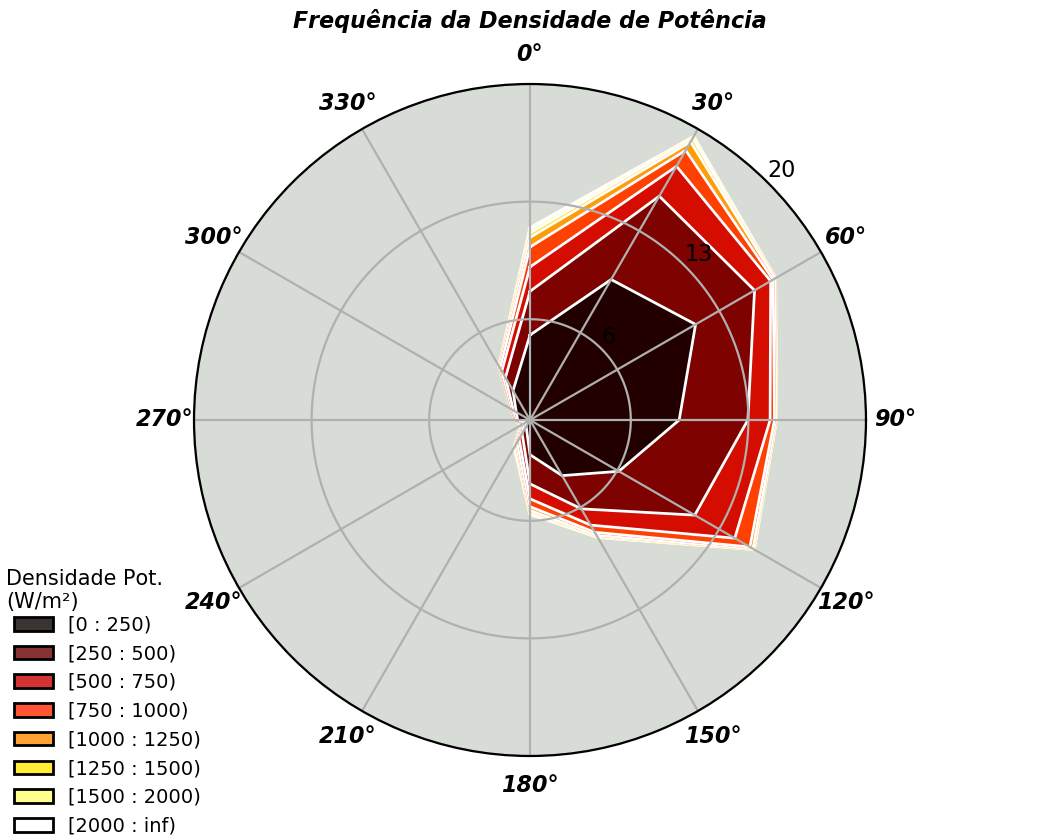 Frequência da Densidade de Potência
0°
330°
30°
20
300°
60°
13
6
270°
90°
240°
120°
210°
150°
180°
Densidade Pot.
(W/m²)
[0 : 250)
[250 : 500)
[500 : 750)
[750 : 1000)
[1000 : 1250)
[1250 : 1500)
[1500 : 2000)
[2000 : inf)